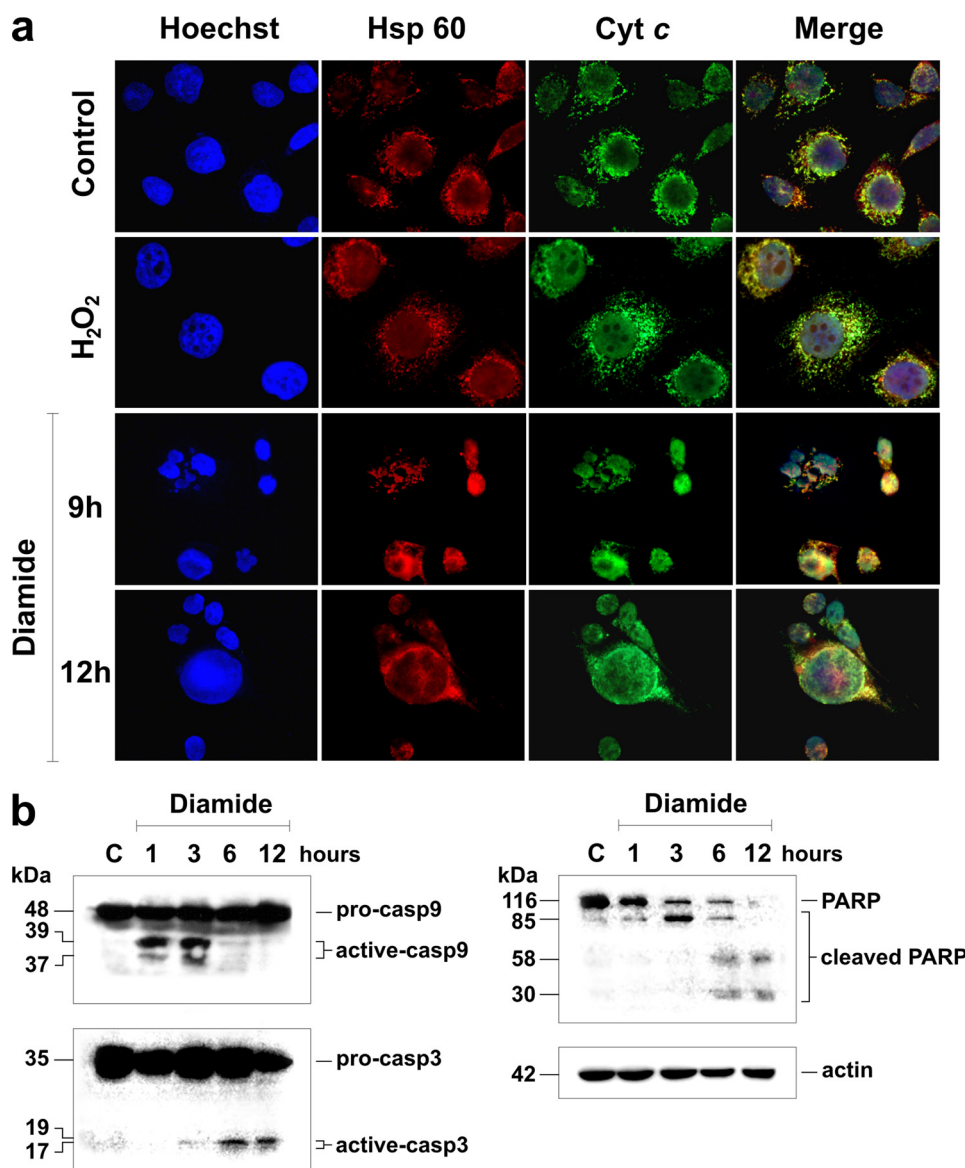 a
Hoechst Hsp 60 Cyt c Merge
Control
H₂O₂
Diamide
9h
12h
b
Diamide
C 1 3 6 12 hours
kDa
48 pro-casp9
39
active-casp9
37
35 pro-casp3
19
17 active-casp3
Diamide
C 1 3 6 12 hours
kDa
116 PARP
85
58 cleaved PARP
30
42 actin